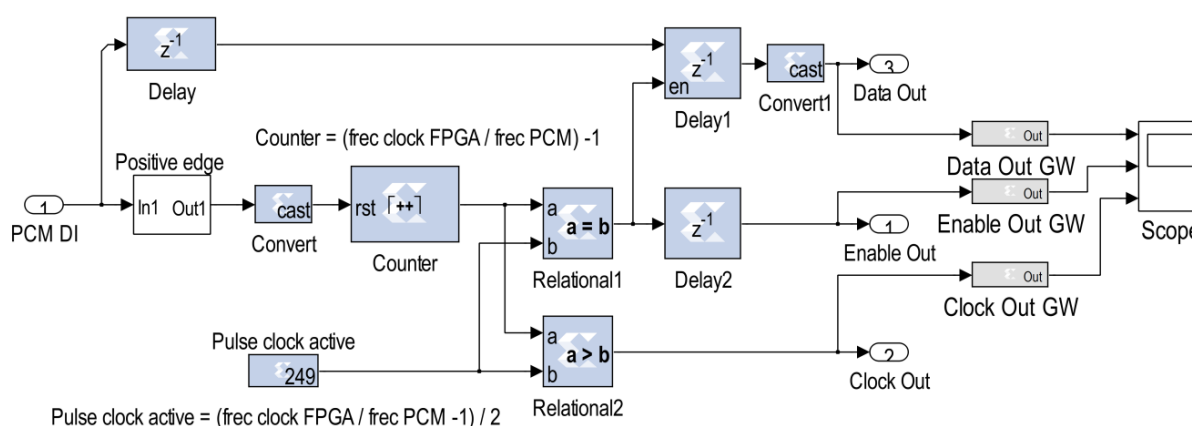 z-1
Delay
z-1
en
Delay1
cast
Convert1
3
Data Out
Counter = (frec clock FPGA / frec PCM) -1
Out
Data Out GW
Positive edge
1
PCM DI
In1 Out1
cast
Convert
rst ++
Counter
a
b
a = b
Relational1
z-1
Delay2
Out
Enable Out GW
1
Enable Out
Scope
Out
Clock Out GW
Pulse clock active
249
a
b
a > b
Relational2
2
Clock Out
Pulse clock active = (frec clock FPGA / frec PCM -1) / 2